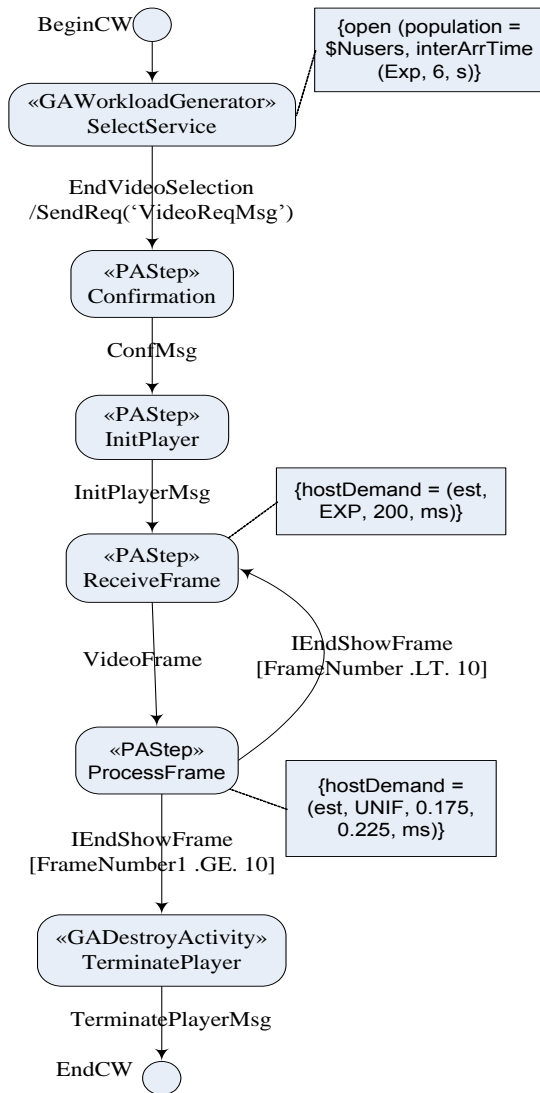 BeginCW
{open (population =
$Nusers, interArrTime
(Exp, 6, s)}
«GAWorkloadGenerator»
SelectService
EndVideoSelection
/SendReq(‘VideoReqMsg’)
«PAStep»
Confirmation
ConfMsg
«PAStep»
InitPlayer
InitPlayerMsg
{hostDemand = (est,
EXP, 200, ms)}
«PAStep»
ReceiveFrame
VideoFrame
IEndShowFrame
[FrameNumber .LT. 10]
«PAStep»
ProcessFrame
{hostDemand =
(est, UNIF, 0.175,
0.225, ms)}
IEndShowFrame
[FrameNumber1 .GE. 10]
«GADestroyActivity»
TerminatePlayer
TerminatePlayerMsg
EndCW